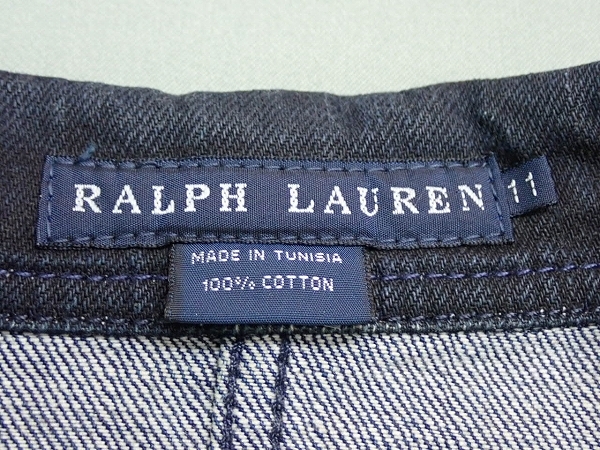 RALPH LAUREN 11
MADE IN TUNISIA
100% COTTON